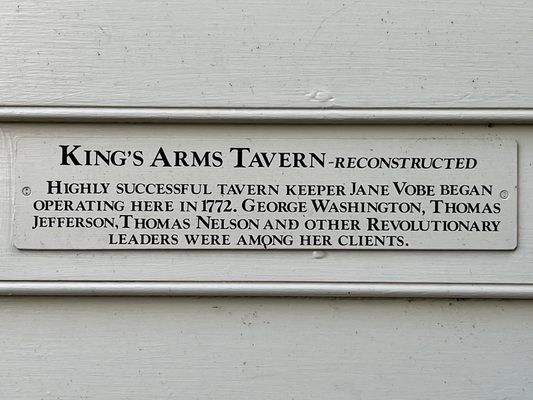 KING'S ARMS TAVERN -RECONSTRUCTED
HIGHLY SUCCESSFUL TAVERN KEEPER JANE VOBE BEGAN
OPERATING HERE IN 1772. GEORGE WASHINGTON, THOMAS
JEFFERSON, THOMAS NELSON AND OTHER REVOLUTIONARY
LEADERS WERE AMONG HER CLIENTS.